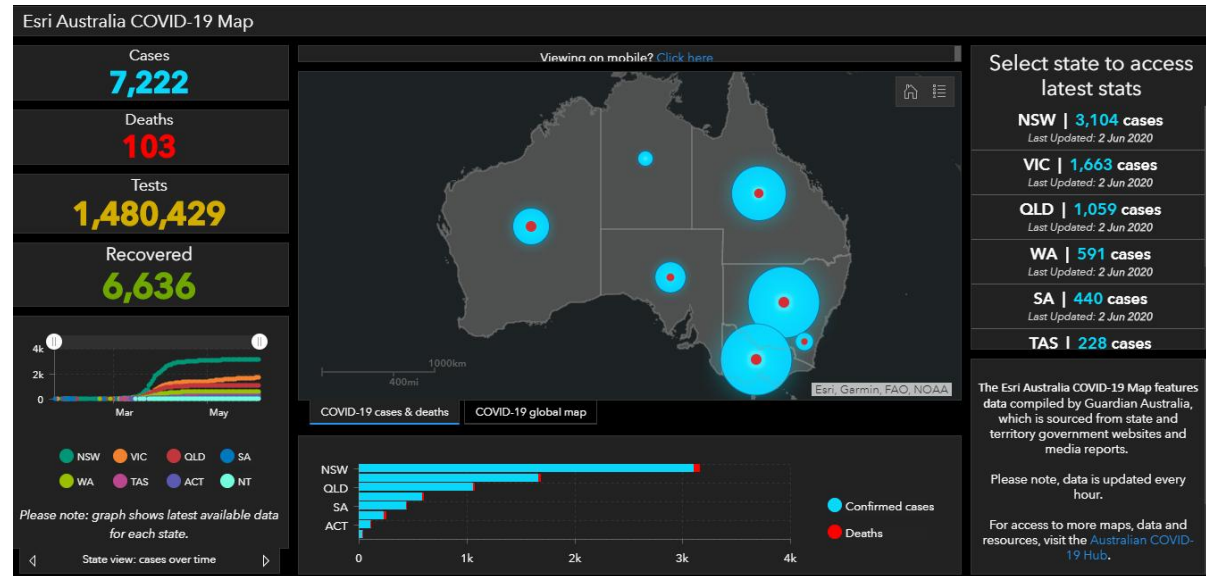 Esri Australia COVID-19 Map
Cases
7,222
Deaths
103
Tests
1,480,429
Recovered
6,636
4k
2k
0
Mar
May
NSW
VIC
QLD
SA
WA
TAS
ACT
NT
Please note: graph shows latest available data
for each state.
State view: cases over time
Viewing on mobile? Click here
1000km
400mi
Esri, Garmin, FAO, NOAA
COVID-19 cases & deaths
COVID-19 global map
NSW
QLD
SA
ACT
0
1k
2k
3k
4k
Confirmed cases
Deaths
Select state to access
latest stats
NSW | 3,104 cases
Last Updated: 2 Jun 2020
VIC | 1,663 cases
Last Updated: 2 Jun 2020
QLD | 1,059 cases
Last Updated: 2 Jun 2020
WA | 591 cases
Last Updated: 2 Jun 2020
SA | 440 cases
Last Updated: 2 Jun 2020
TAS | 228 cases
The Esri Australia COVID-19 Map features
data compiled by Guardian Australia,
which is sourced from state and
territory government websites and
media reports.
Please note, data is updated every
hour.
For access to more maps, data and
resources, visit the Australian COVID-
19 Hub.